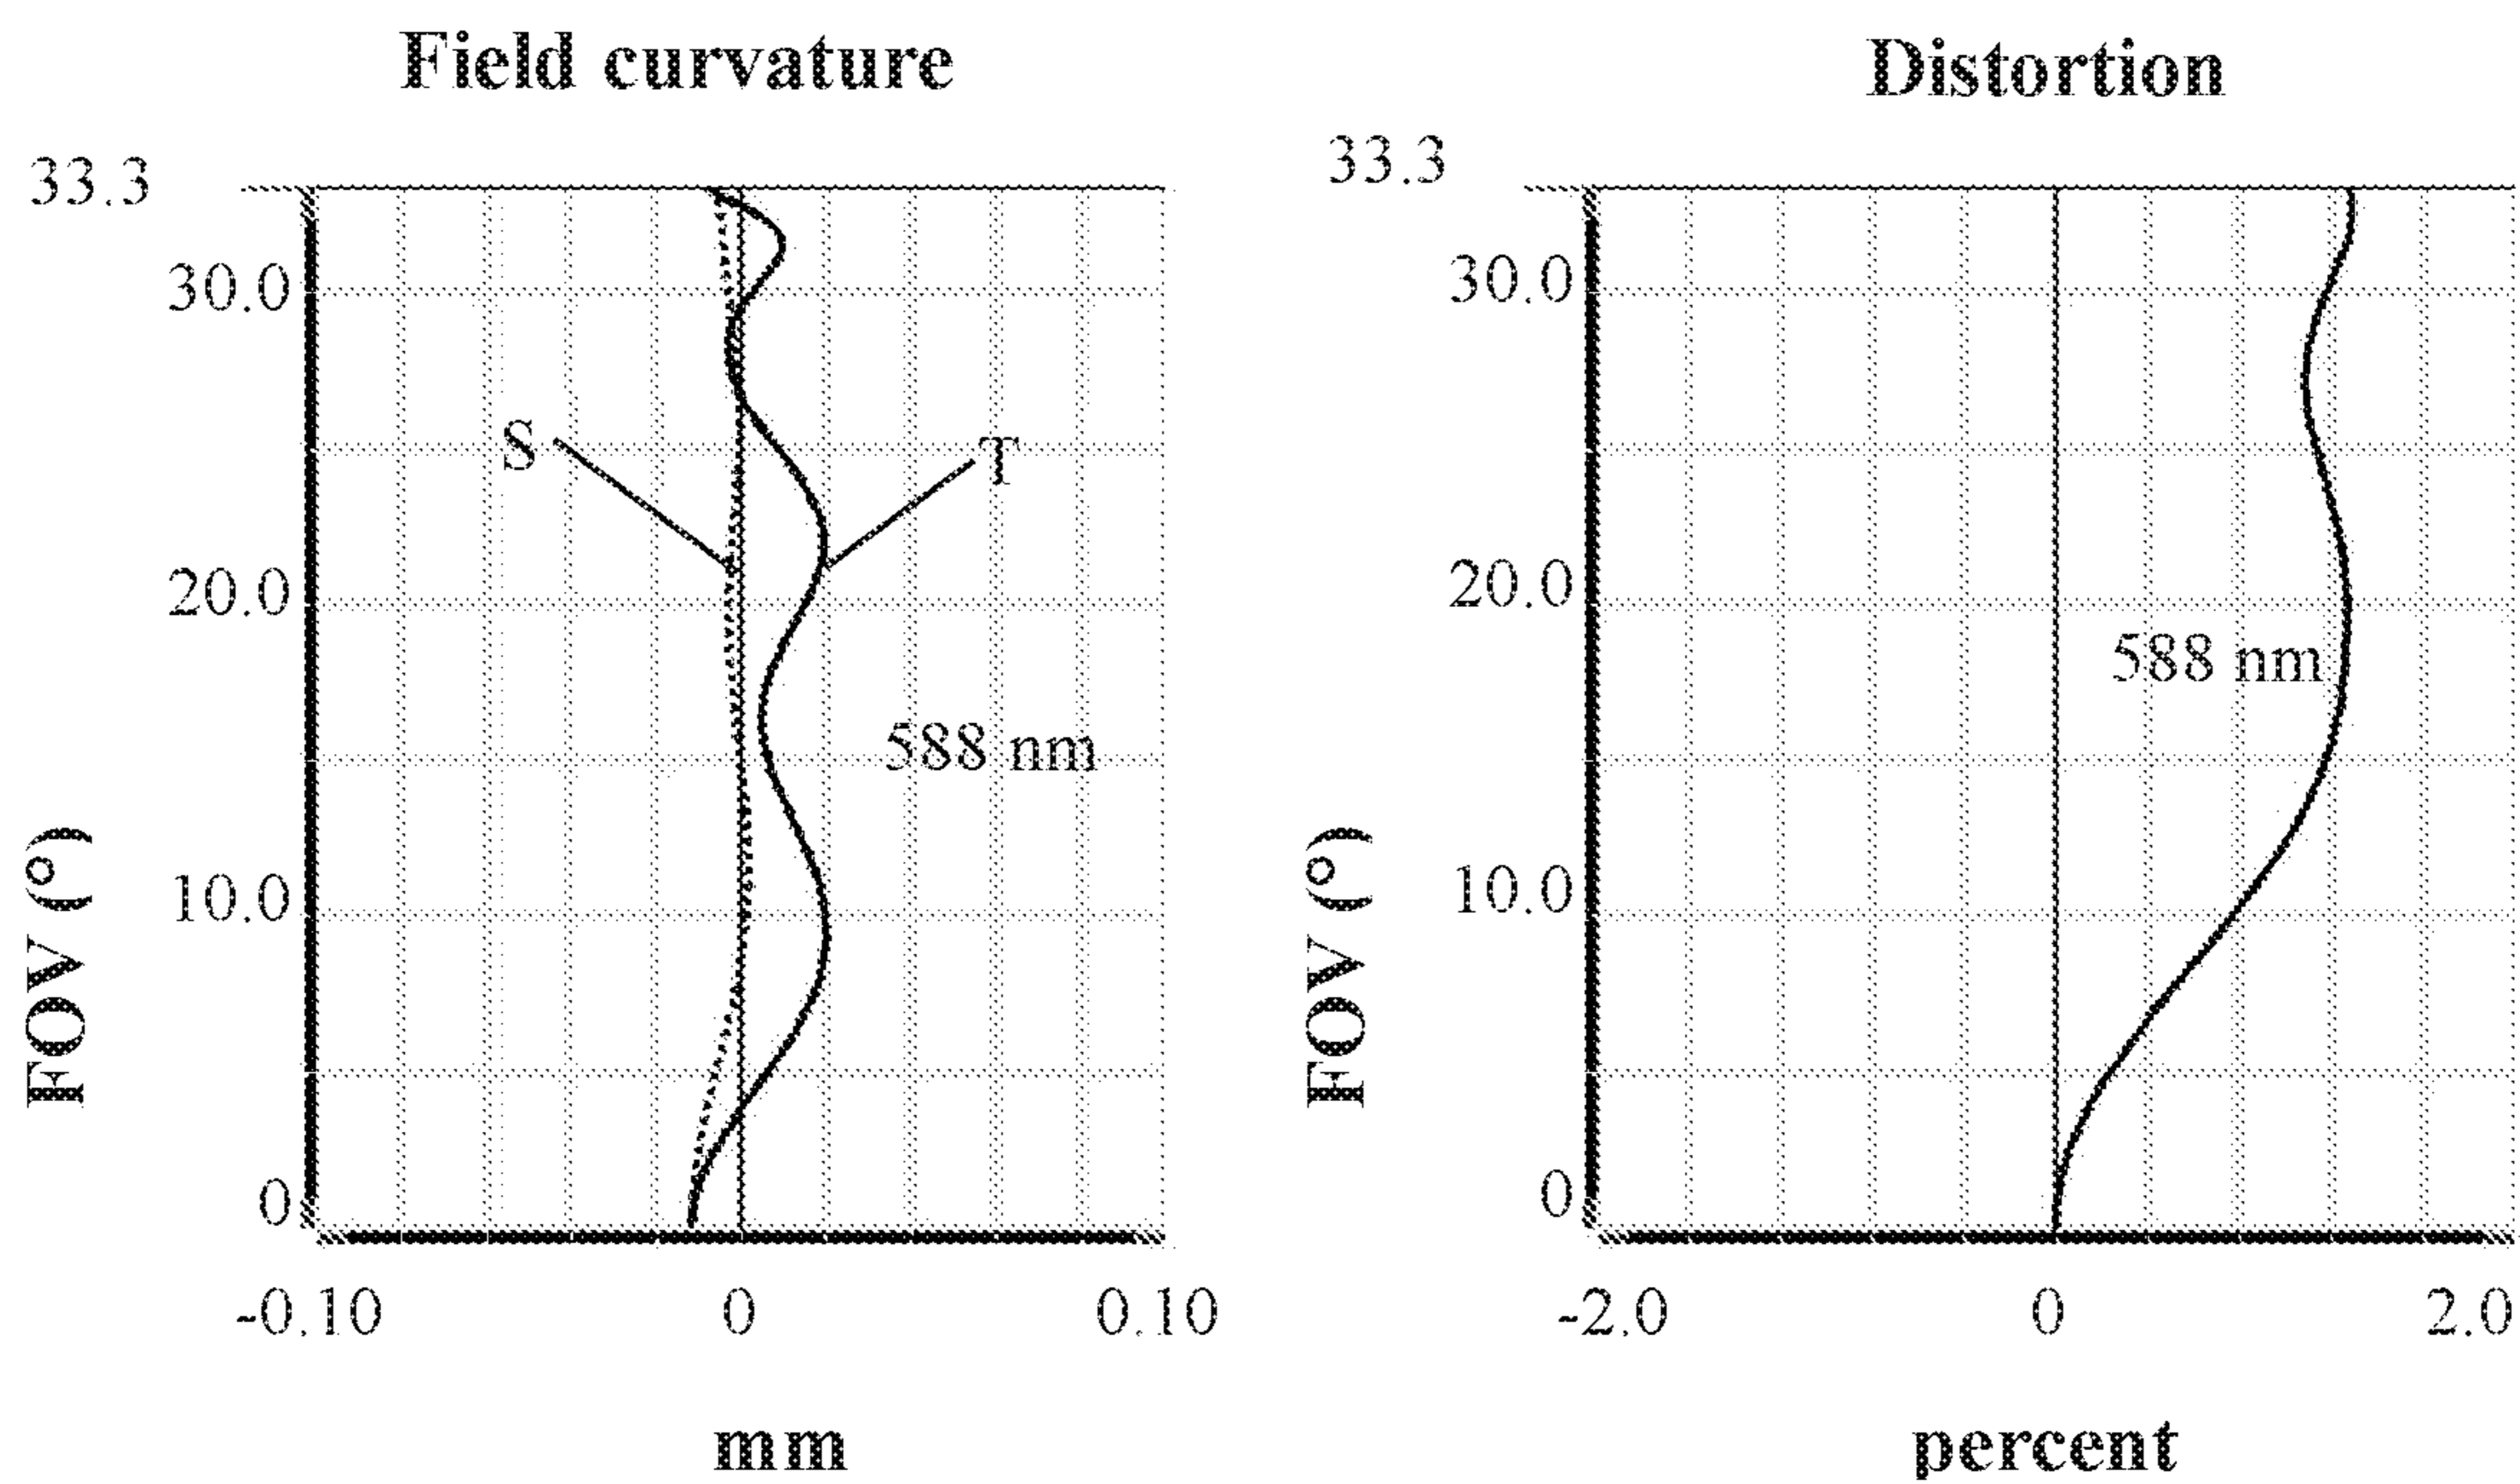 Field curvature
33.3
30.0
S
T
20.0
588 nm
10.0
0
FOV (°)
-0.10 0 0.10
mm
Distortion
33.3
30.0
20.0
588 nm
10.0
0
FOV (°)
-2.0 0 2.0
percent